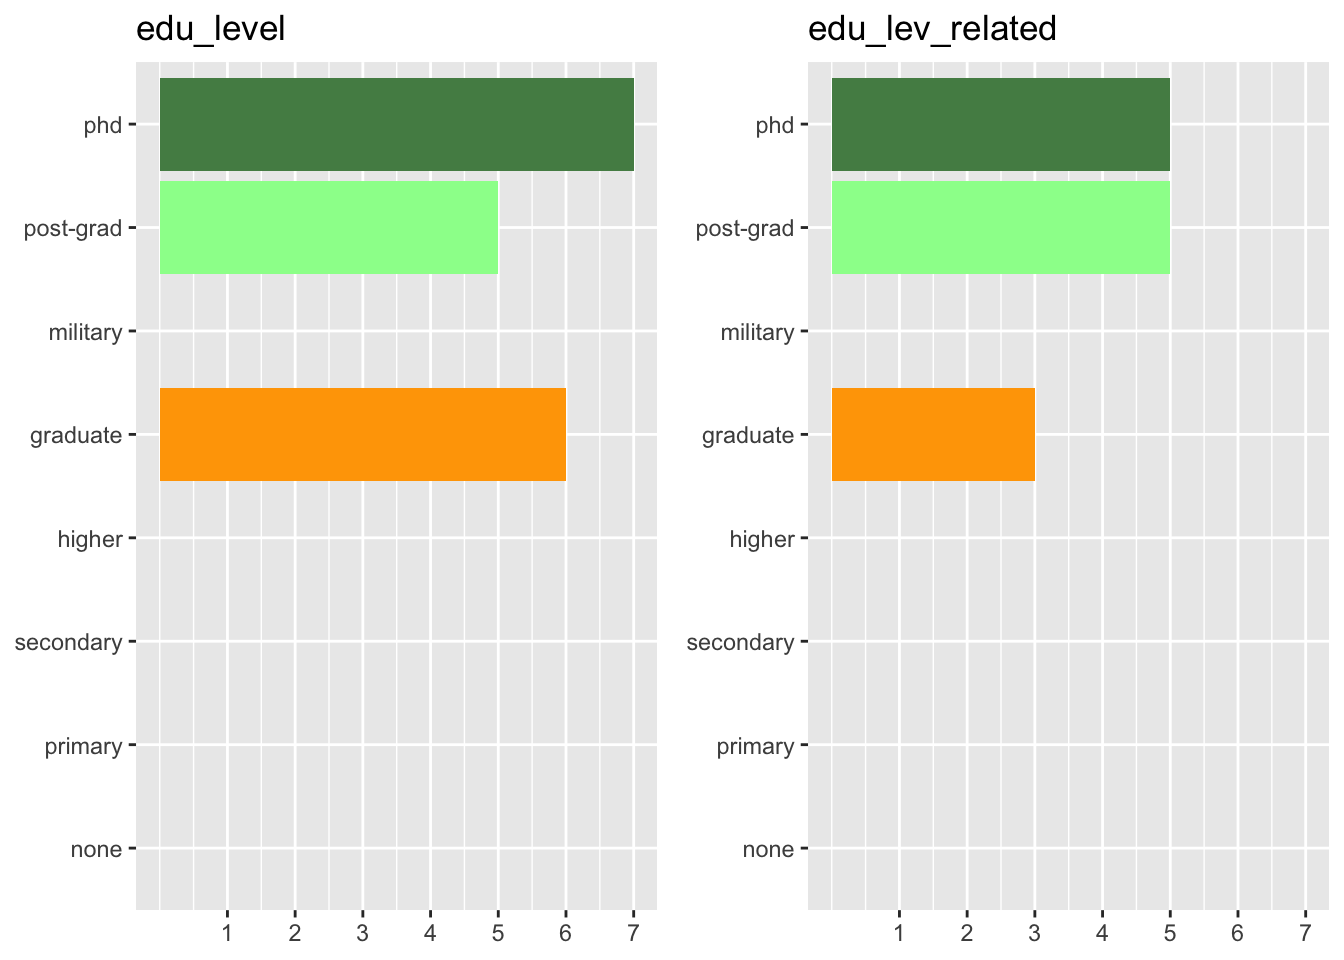 edu_level
phd
post-grad
military
graduate
higher
secondary
primary
none
1 2 3 4 5 6 7
edu_lev_related
phd
post-grad
military
graduate
higher
secondary
primary
none
1 2 3 4 5 6 7